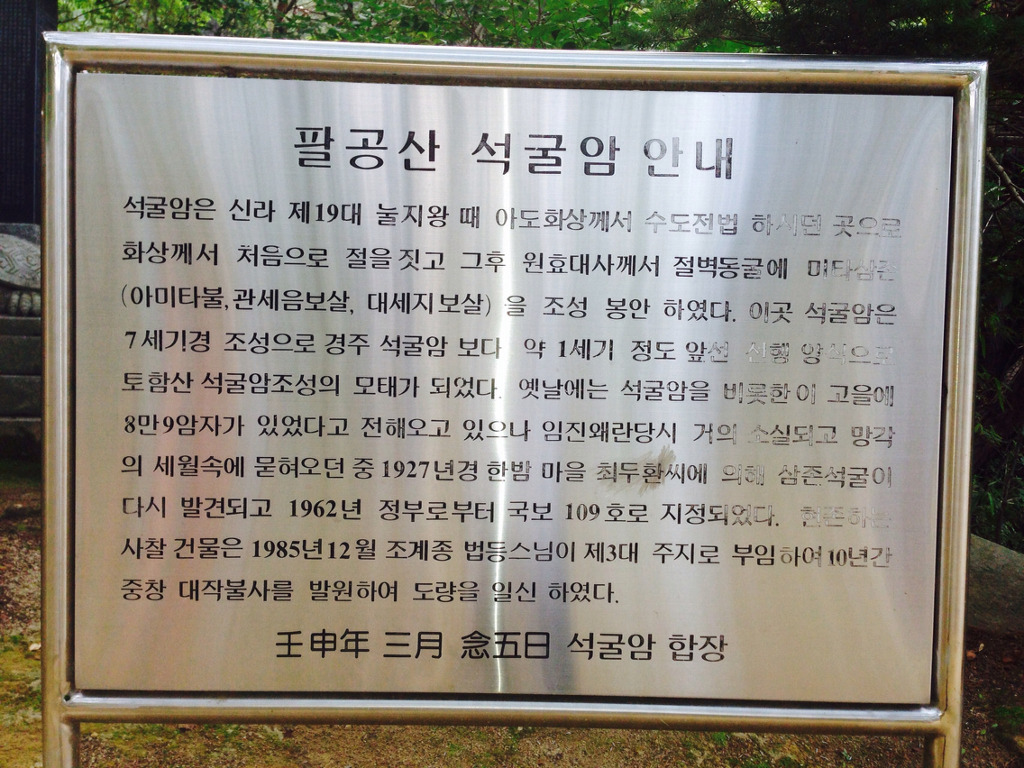 팔공산 석굴암 안내
석굴암은 신라 제19대 눌지왕 때 아도화상께서 수도전법 하시던 곳으로
화상께서 처음으로 절을 짓고 그후 원효대사께서 절벽동굴에 미타삼존
(아미타불, 관세음보살, 대세지보살) 을 조성 봉안 하였다. 이곳 석굴암은
7세기경 조성으로 경주 석굴암 보다 약 1세기 정도 앞선 선행 양식으로
토함산 석굴암조성의 모태가 되었다. 옛날에는 석굴암을 비롯한 이 고을에
8만 9암자가 있었다고 전해오고 있으나 임진왜란당시 거의 소실되고 망각
의 세월속에 묻혀오던 중 1927년경 한밤 마을 최두환씨에 의해 삼존석굴이
다시 발견되고 1962년 정부로부터 국보 109호로 지정되었다. 현존하는
사찰 건물은 1985년 12월 조계종 법등스님이 제3대 주지로 부임하여 10년간
중창 대작불사를 발원하여 도량을 일신 하였다.
壬申年 三月 念五日 석굴암 합장